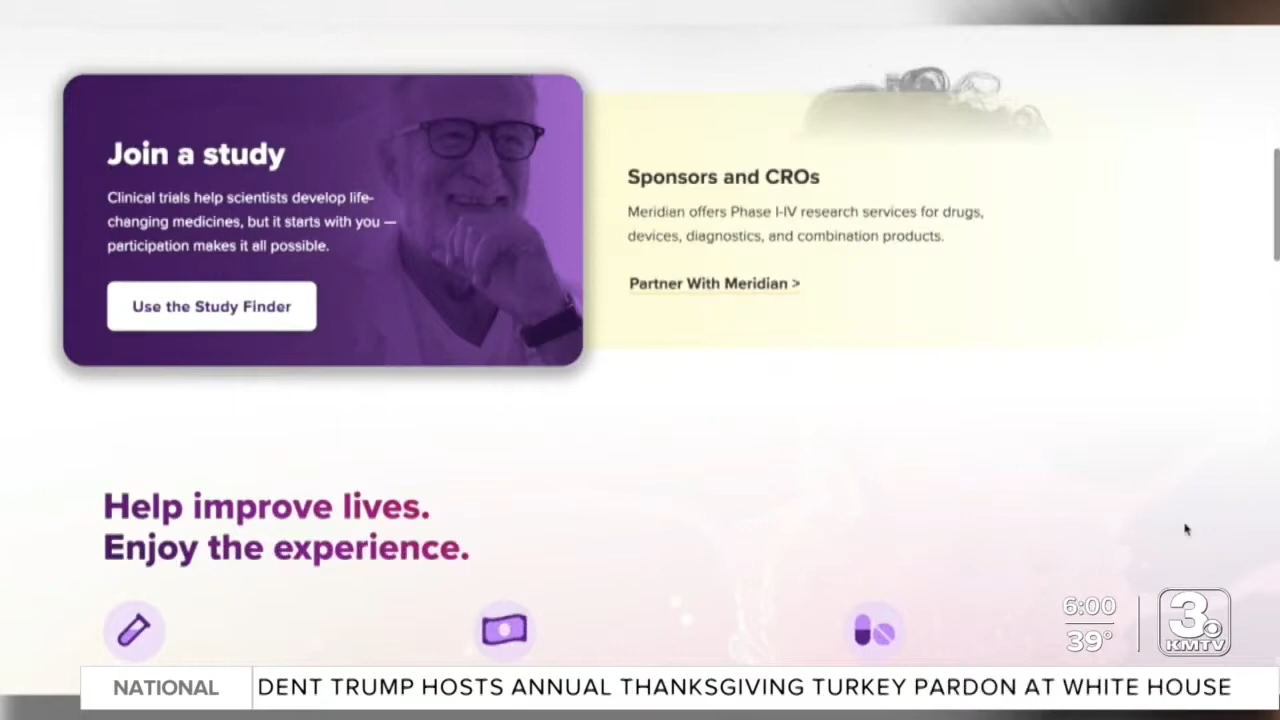 Join a study
Clinical trials help scientists develop life-
changing medicines, but it starts with you —
participation makes it all possible.
Use the Study Finder
Sponsors and CROs
Meridian offers Phase I-IV research services for drugs,
devices, diagnostics, and combination products.
Partner With Meridian >
Help improve lives.
Enjoy the experience.
6:00
39°
3
KMTV
NATIONAL
DENT TRUMP HOSTS ANNUAL THANKSGIVING TURKEY PARDON AT WHITE HOUSE